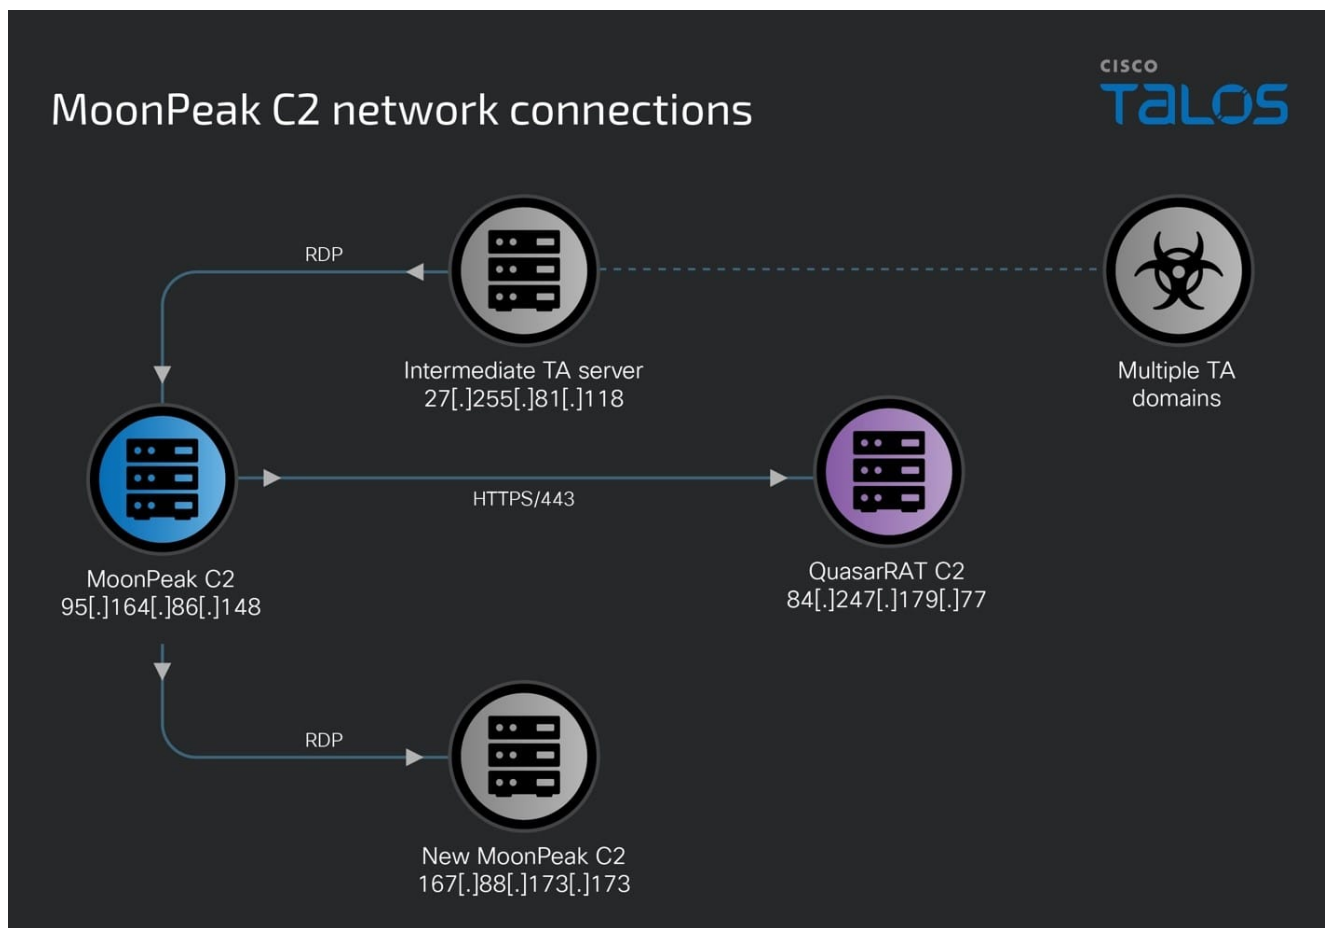 CISCO
TALOS
MoonPeak C2 network connections
RDP
Intermediate TA server
27[.]255[.]81[.]118
Multiple TA
domains
HTTPS/443
MoonPeak C2
95[.]164[.]86[.]148
QuasarRAT C2
84[.]247[.]179[.]77
RDP
New MoonPeak C2
167[.]88[.]173[.]173